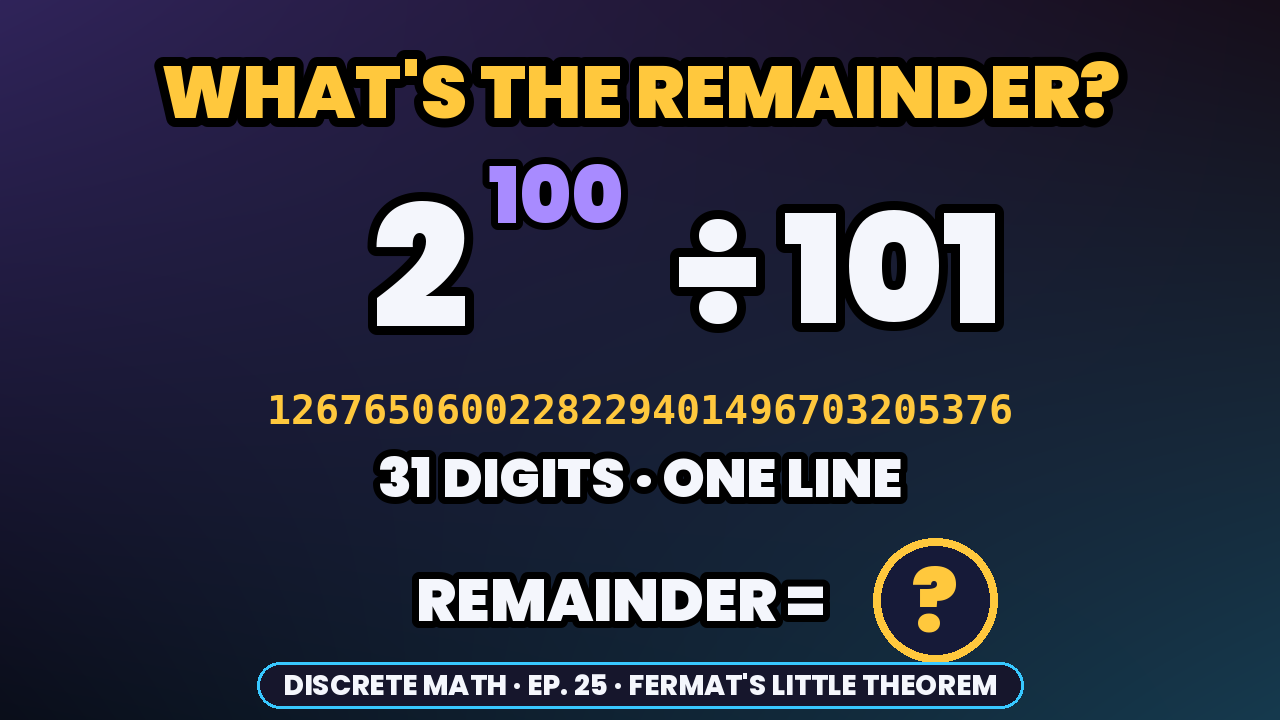 WHAT'S THE REMAINDER?
2^100 ÷ 101
1267650600228229401496703205376
31 DIGITS • ONE LINE
REMAINDER = ?
DISCRETE MATH · EP. 25 · FERMAT'S LITTLE THEOREM